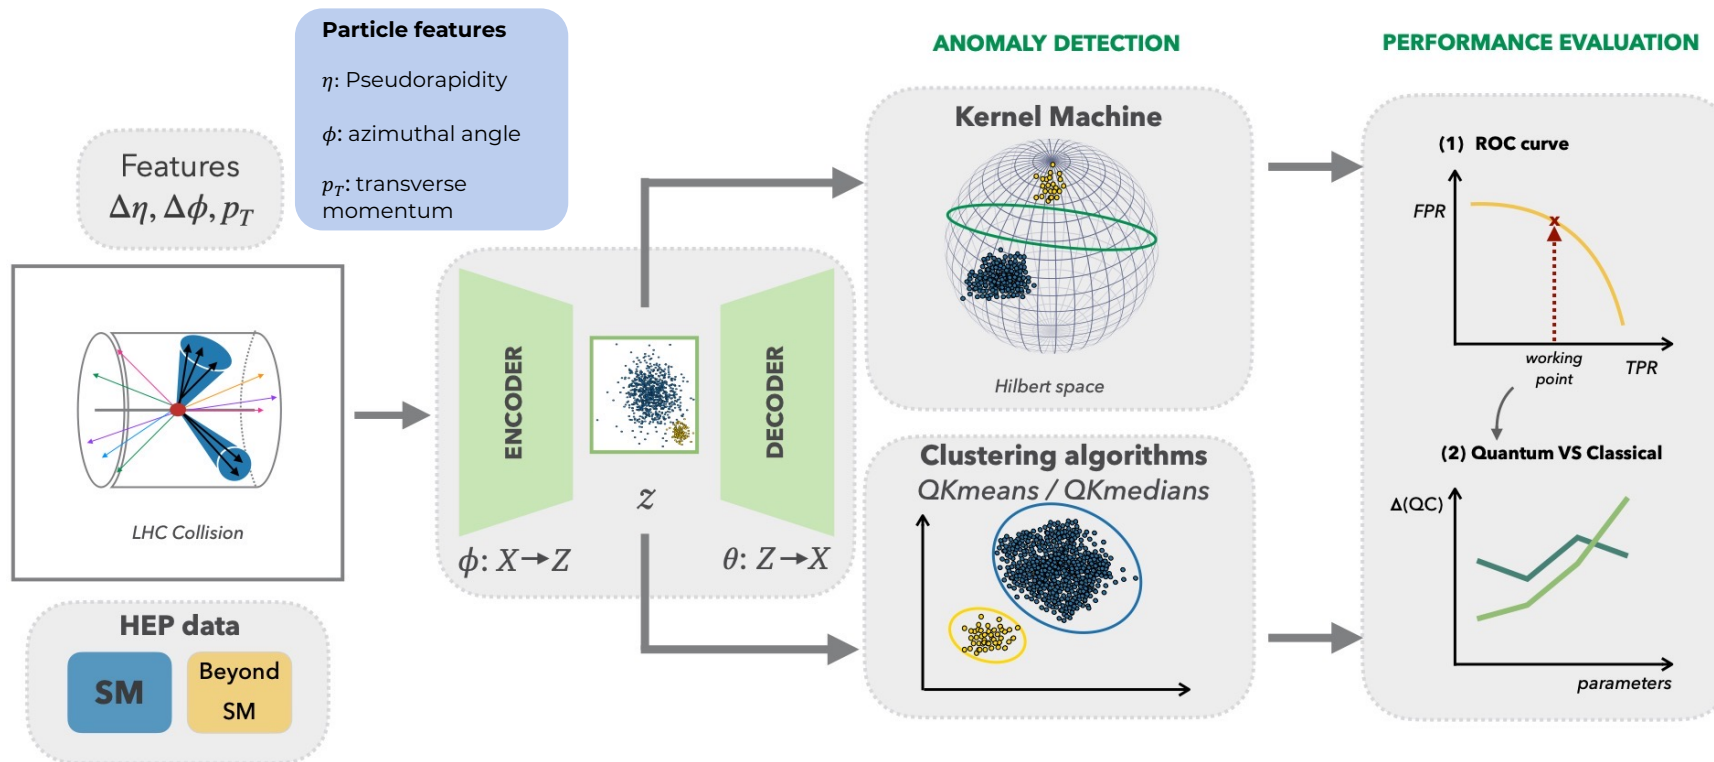 Particle features
η: Pseudorapidity
ϕ: azimuthal angle
p_T: transverse
momentum
Features
Δη, Δϕ, p_T
LHC Collision
HEP data
SM
Beyond
SM
ENCODER
DECODER
z
ϕ: X→Z
θ: Z→X
ANOMALY DETECTION
Kernel Machine
Hilbert space
Clustering algorithms
QKmeans / QKmedians
PERFORMANCE EVALUATION
(1) ROC curve
FPR
x
working
point
TPR
(2) Quantum VS Classical
Δ(QC)
parameters